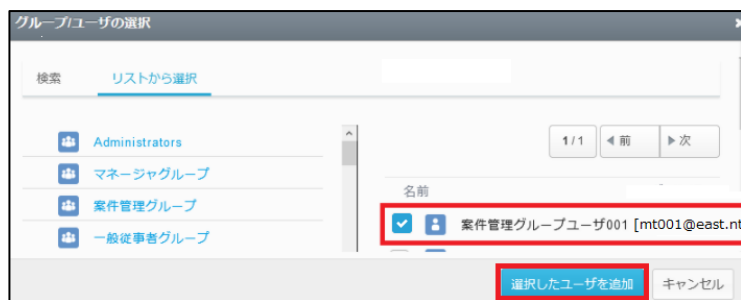 グループ/ユーザの選択
検索 リストから選択
Administrators
マネージャグループ
案件管理グループ
一般従事者グループ
1/1 前 次
名前
案件管理グループユーザ001 [mt001@east.nt
選択したユーザを追加 キャンセル